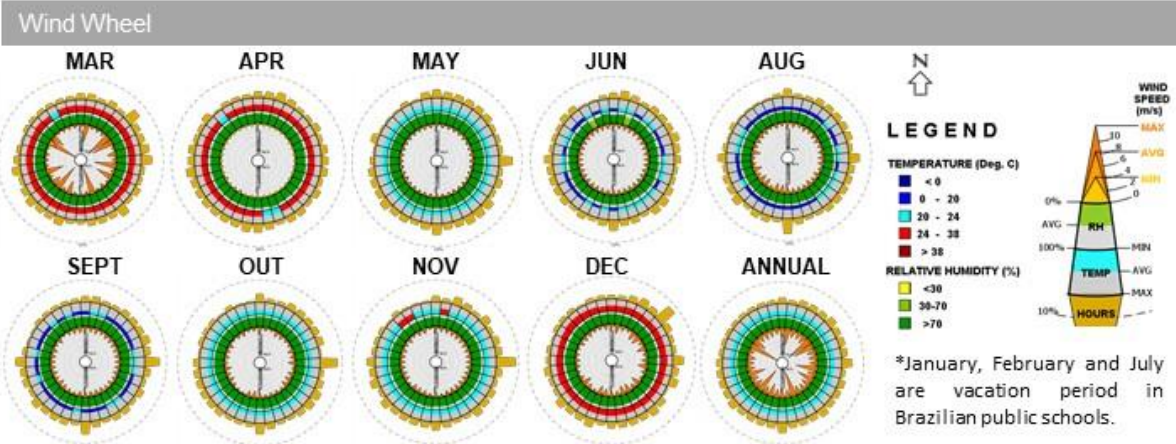 Wind Wheel
MAR APR MAY JUN AUG
SEPT OUT NOV DEC ANNUAL
N
LEGEND
TEMPERATURE (Deg. C)
< 0
0 - 20
20 - 24
24 - 38
> 38
RELATIVE HUMIDITY (%)
<30
30-70
>70
WIND
SPEED
(m/s)
MAX
10
8
AVG
6
4
MIN
2
0
0%
AVG RH
100% MIN
TEMP AVG
MAX
10% HOURS
*January, February and July
are vacation period in
Brazilian public schools.